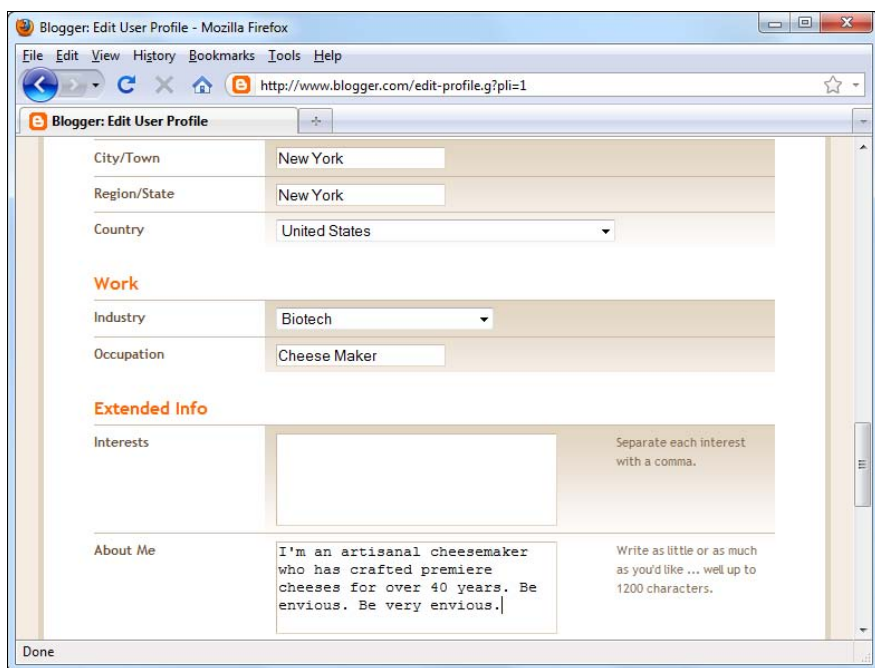 Blogger: Edit User Profile - Mozilla Firefox
File Edit View History Bookmarks Tools Help
http://www.blogger.com/edit-profile.g?pli=1
Blogger: Edit User Profile
City/Town New York
Region/State New York
Country United States
Work
Industry Biotech
Occupation Cheese Maker
Extended Info
Interests Separate each interest
with a comma.
About Me
I'm an artisanal cheesemaker
who has crafted premiere
cheeses for over 40 years. Be
envious. Be very envious.
Write as little or as much
as you'd like ... well up to
1200 characters.
Done